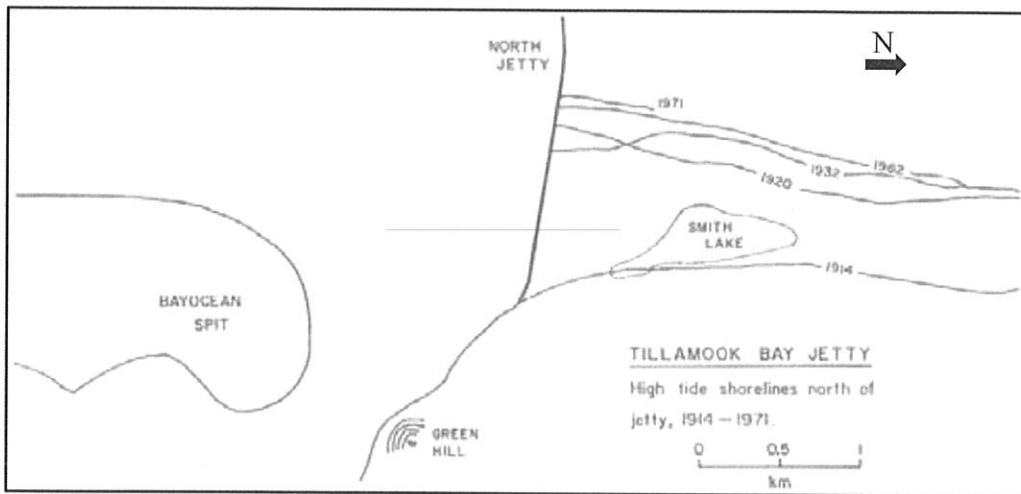 NORTH
JETTY
N
1971
1962
1932
1920
SMITH
LAKE
1914
BAYOCEAN
SPIT
TILLAMOOK BAY JETTY
High tide shorelines north of
jetty, 1914 – 1971.
0 0.5 1
km
GREEN
HILL